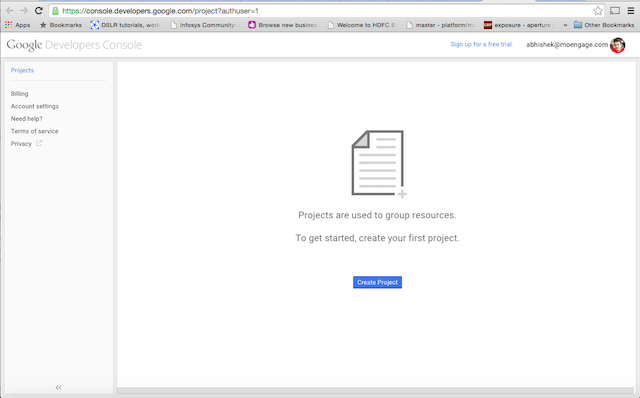 https://console.developers.google.com/project?authuser=1
Apps Bookmarks DSLR tutorials, work: Infosys Community Browse new busines Welcome to HDFC B master - platform/m exposure - aperture Other Bookmarks
Google Developers Console Sign up for a free trial. abhishek@moengage.com
Projects
Billing
Account settings
Need help?
Terms of service
Privacy
Projects are used to group resources.
To get started, create your first project.
Create Project